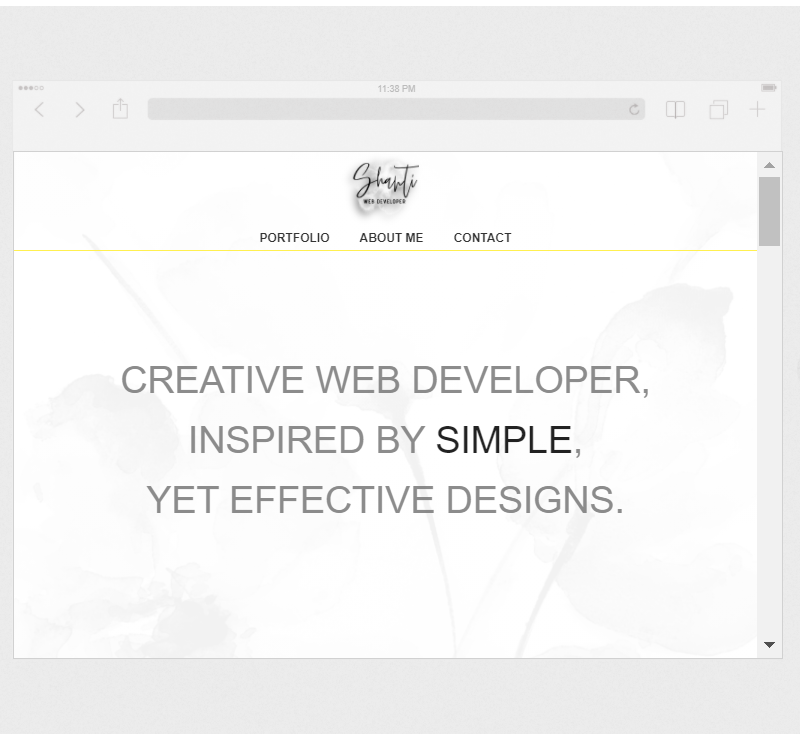 11:38 PM
Shanti
WEB DEVELOPER
PORTFOLIO ABOUT ME CONTACT
CREATIVE WEB DEVELOPER,
INSPIRED BY SIMPLE,
YET EFFECTIVE DESIGNS.